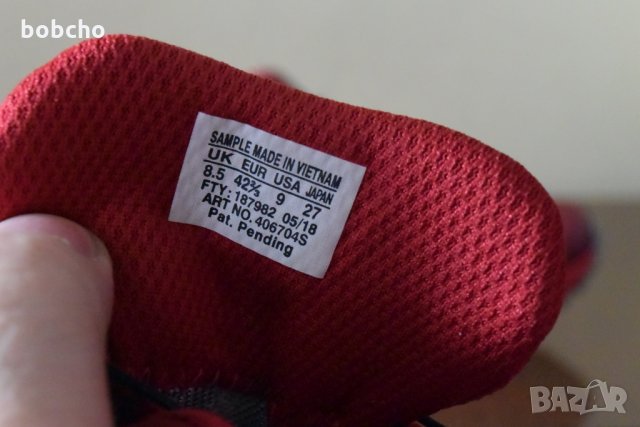 bobcho
SAMPLE MADE IN VIETNAM
UK EUR USA JAPAN
8.5 42⅔ 9 27
FTY: 187982 05/18
ART NO. 406704S
Pat. Pending
BAZAR